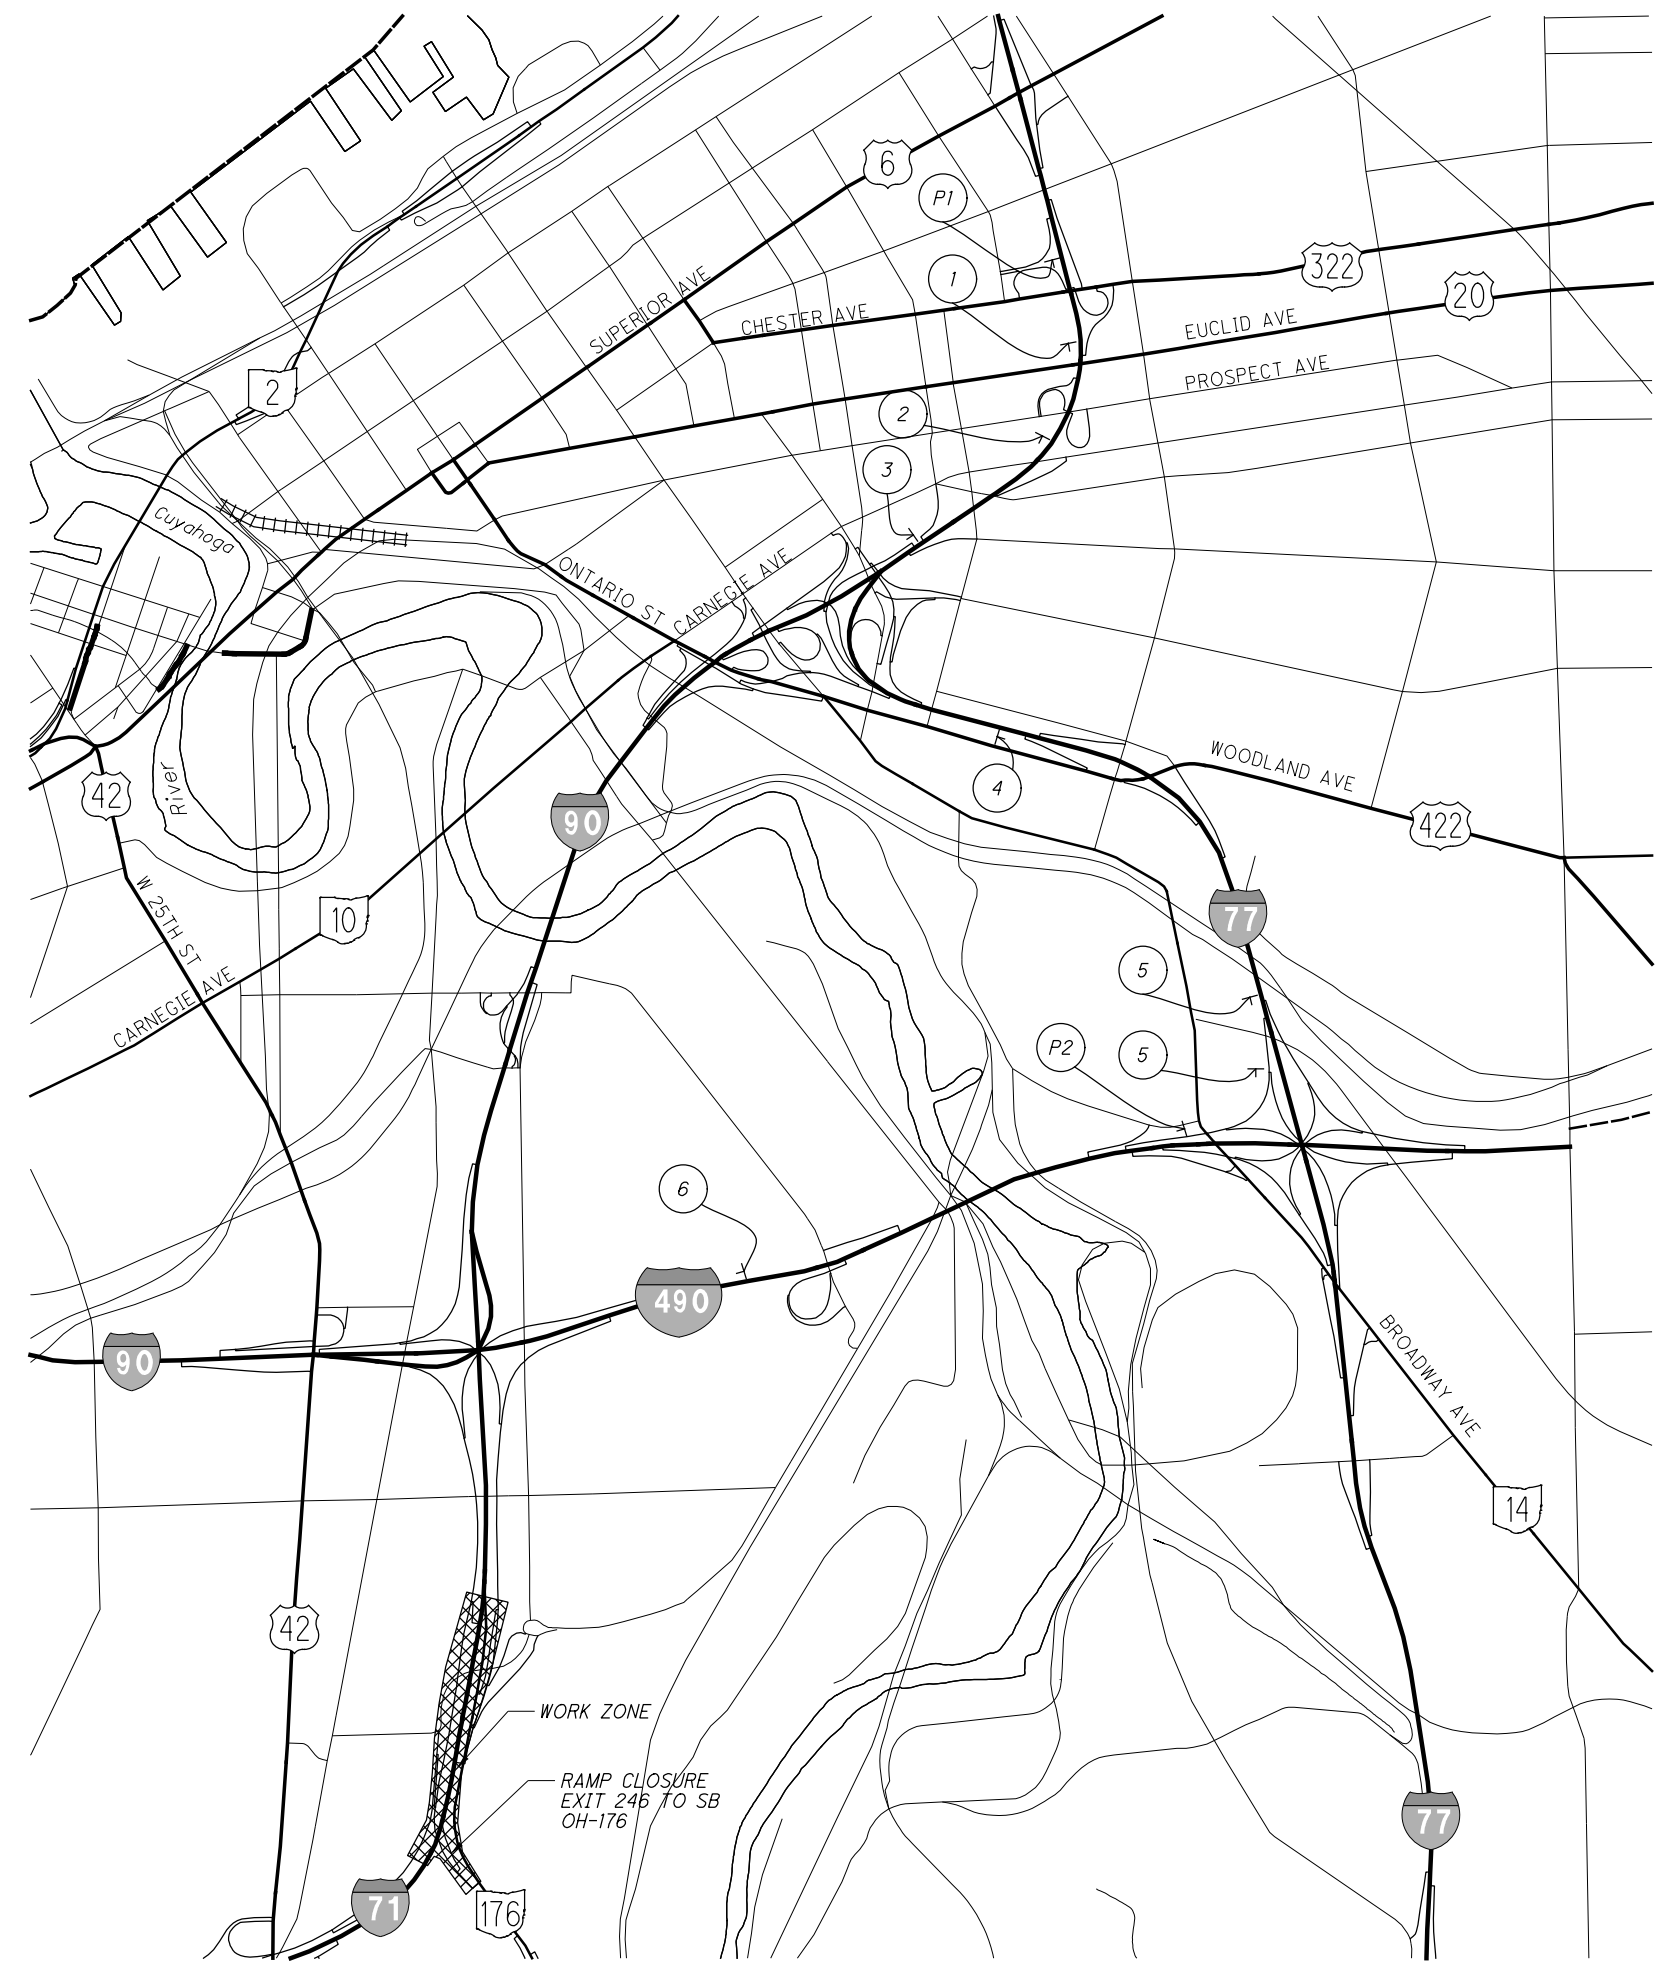 6
P1
1
322
20
SUPERIOR AVE
CHESTER AVE
EUCLID AVE
PROSPECT AVE
2
2
3
Cuyahoga
ONTARIO ST
CARNEGIE AVE
WOODLAND AVE
River
42
90
4
422
W 25TH ST
10
77
CARNEGIE AVE
5
P2
5
6
490
90
BROADWAY AVE
14
42
WORK ZONE
RAMP CLOSURE
EXIT 246 TO SB
OH-176
77
71
176